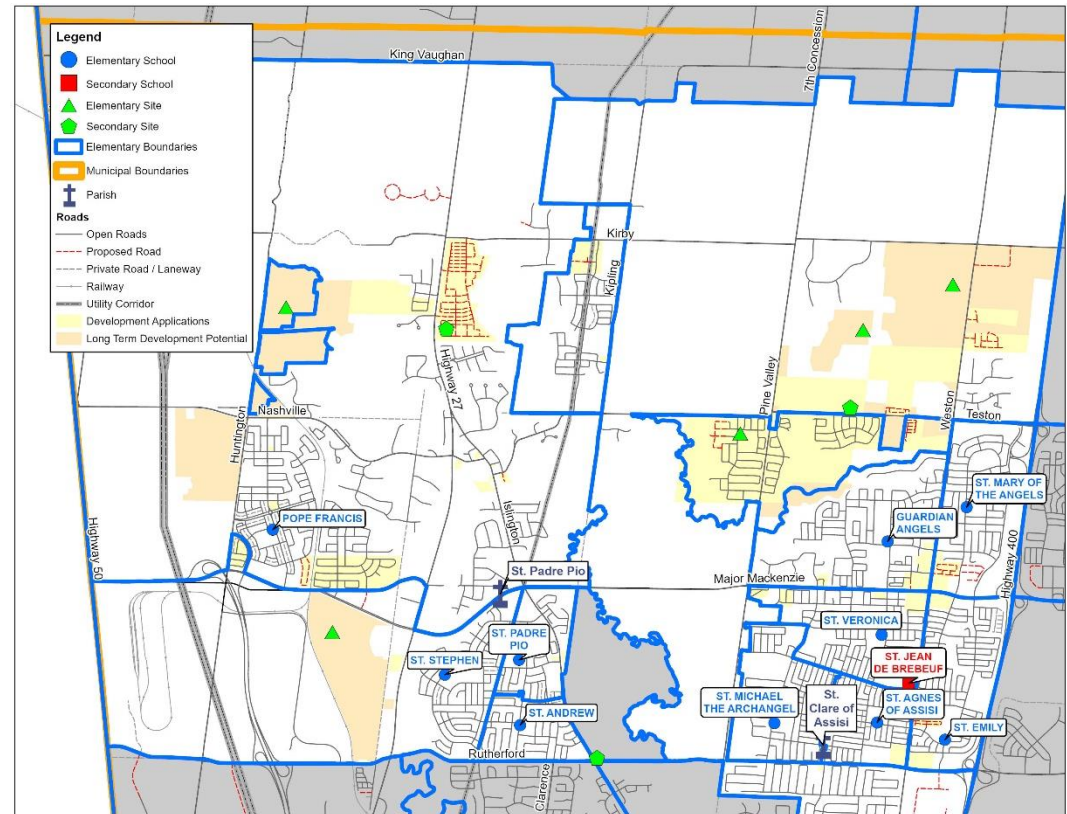 Legend
Elementary School
Secondary School
Elementary Site
Secondary Site
Elementary Boundaries
Municipal Boundaries
Parish
Roads
Open Roads
Proposed Road
Private Road / Laneway
Railway
Utility Corridor
Development Applications
Long Term Development Potential
King Vaughan
7th Concession
Kirby
Kipling
Highway 27
Nashville
Huntington
Pine Valley
Weston
Teston
ST. MARY OF
THE ANGELS
GUARDIAN
ANGELS
POPE FRANCIS
Islington
Highway 50
Highway 400
St. Padre Pio
Major Mackenzie
ST. VERONICA
ST. PADRE
PIO
ST. STEPHEN
ST. JEAN
DE BREBEUF
ST. MICHAEL
THE ARCHANGEL
St.
Clare of
Assisi
ST. AGNES
OF ASSISI
ST. ANDREW
ST. EMILY
Rutherford
Clarence